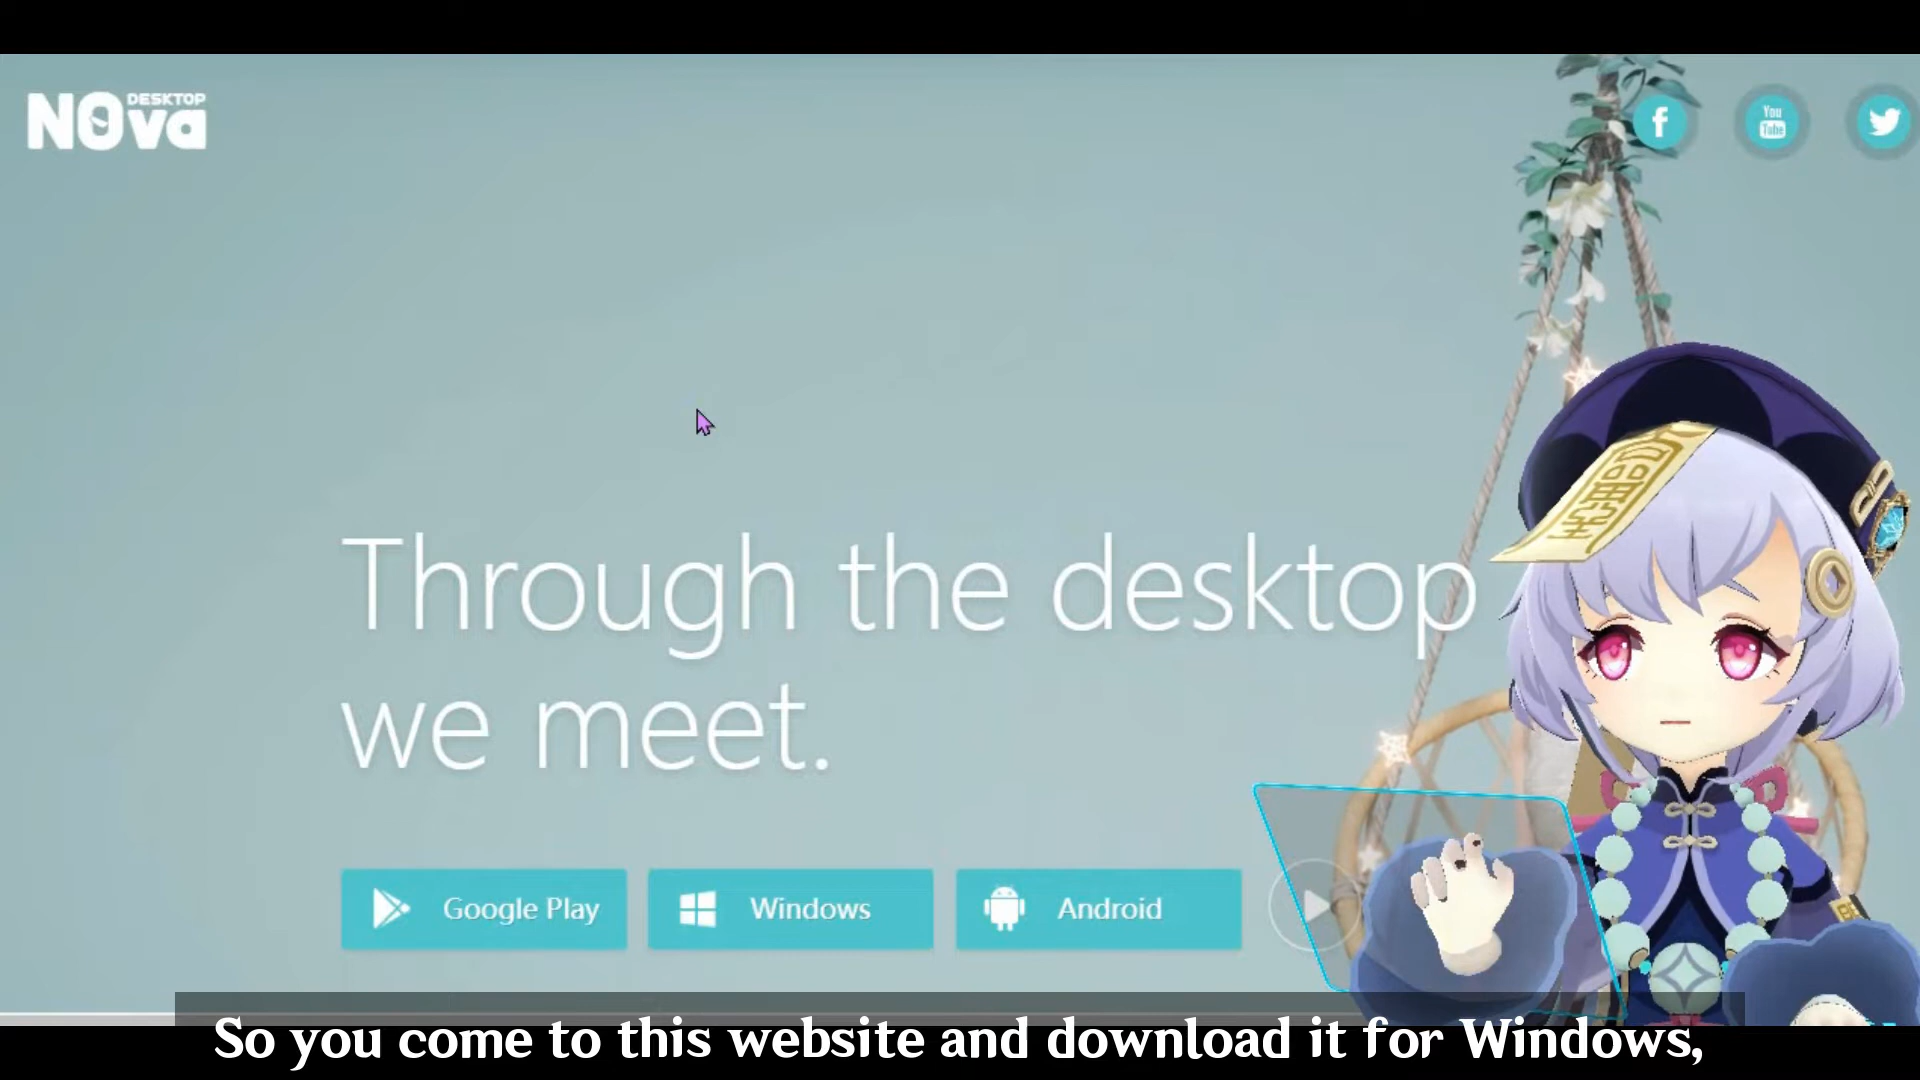 N0va
DESKTOP
You
Tube
Through the desktop
we meet.
Google Play
Windows
Android
So you come to this website and download it for Windows,